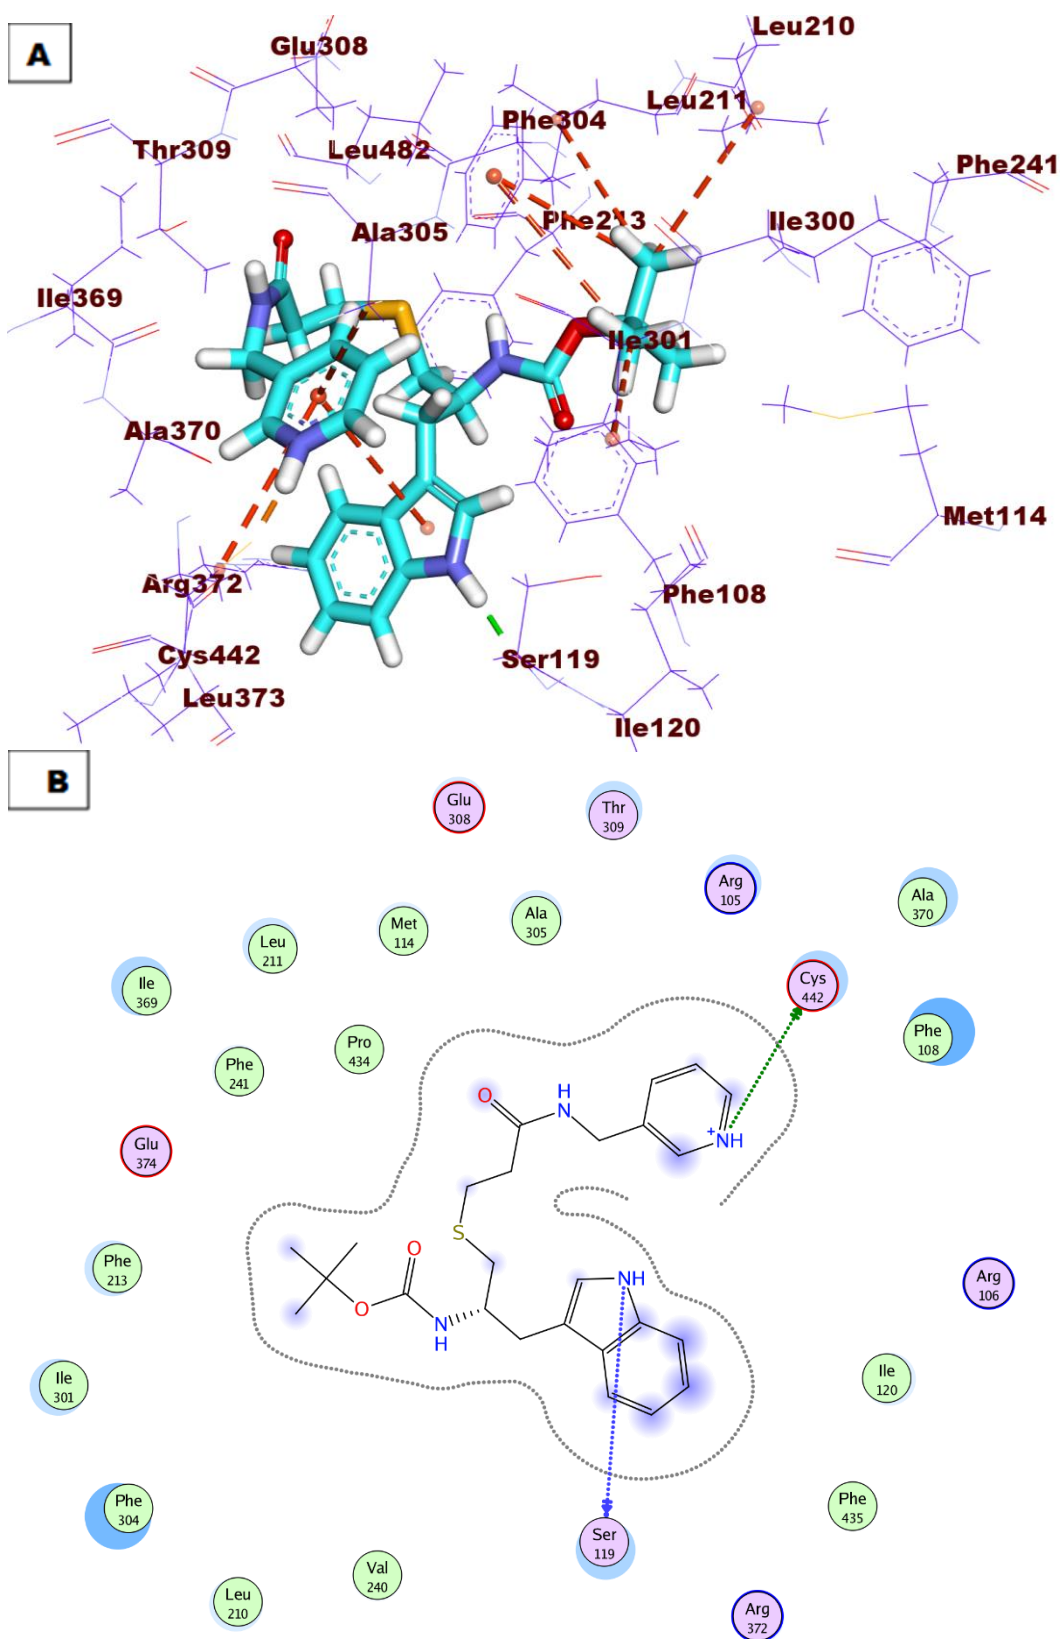 A
Glu308
Leu210
Leu211
Phe304
Thr309
Leu482
Phe241
Phe213
Ile300
Ala305
Ile369
Ile301
Ala370
Met114
Arg372
Phe108
Cys442
Ser119
Leu373
Ile120
B
Glu
308
Thr
309
Arg
105
Ala
370
Met
114
Ala
305
Leu
211
Cys
442
Ile
369
Phe
108
Pro
434
Phe
241
O
H
N
+
NH
Glu
374
S
Phe
213
O
NH
Arg
106
O
N
H
Ile
301
Ile
120
Phe
304
Phe
435
Ser
119
Val
240
Leu
210
Arg
372